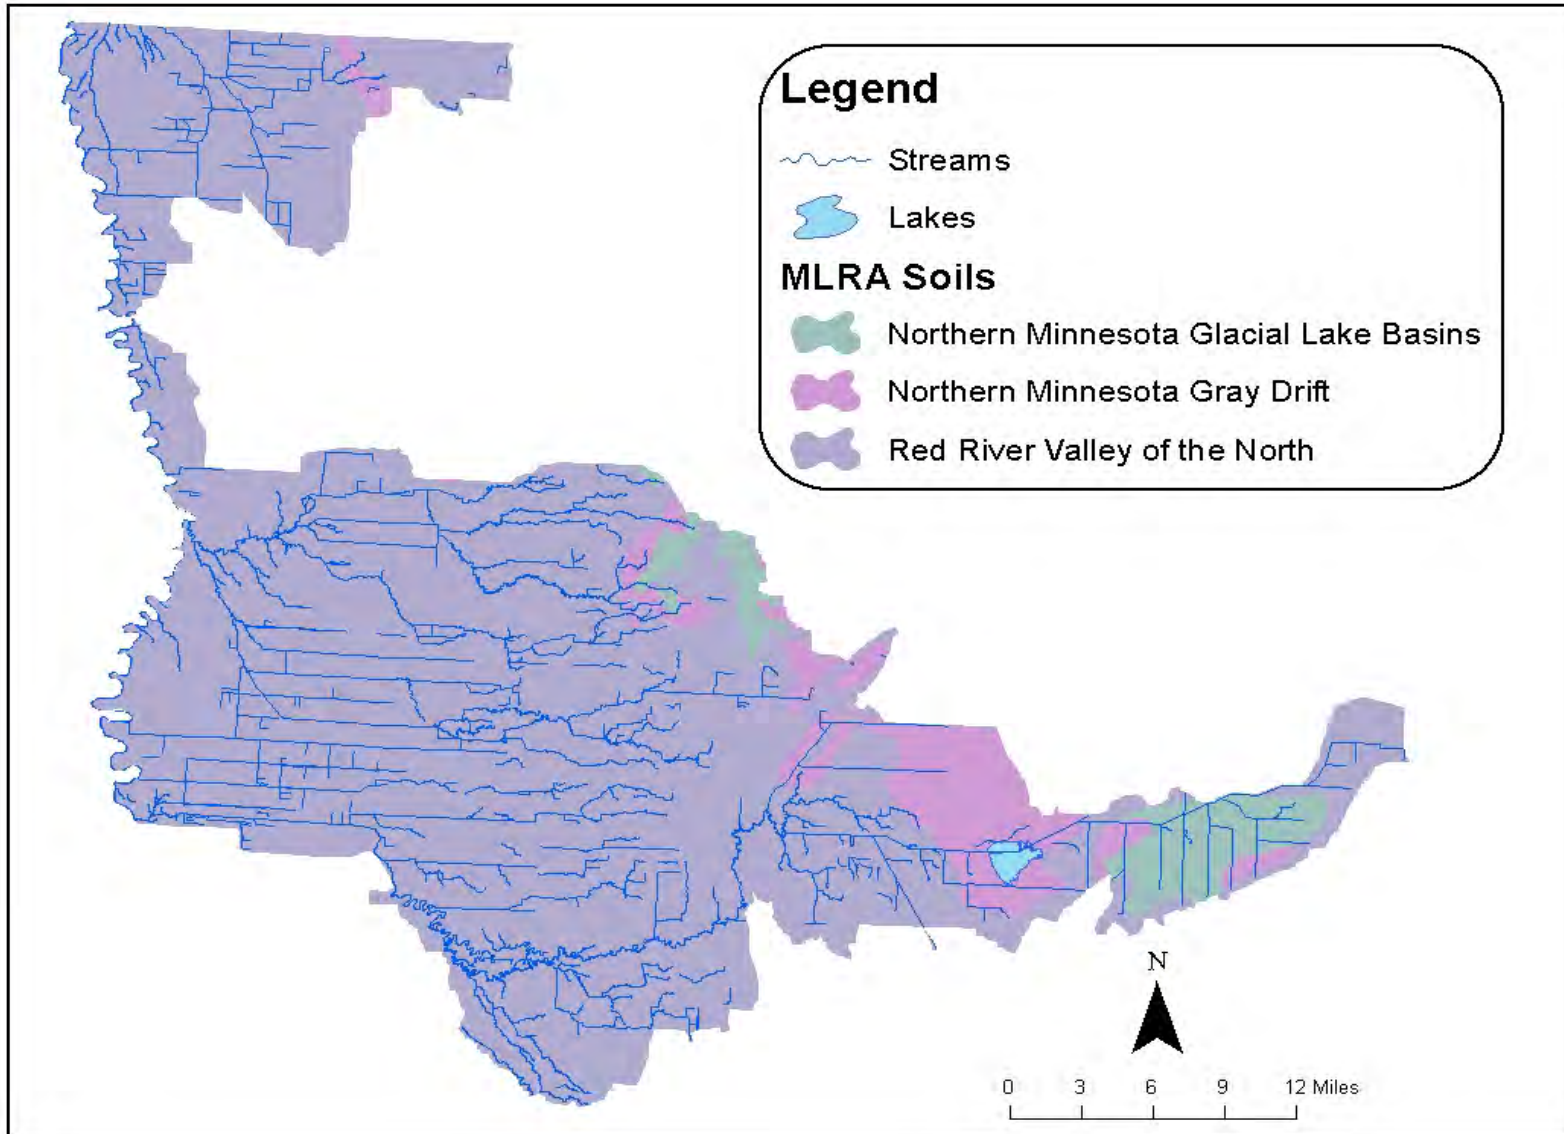 Legend
Streams
Lakes
MLRA Soils
Northern Minnesota Glacial Lake Basins
Northern Minnesota Gray Drift
Red River Valley of the North
N
0 3 6 9 12 Miles